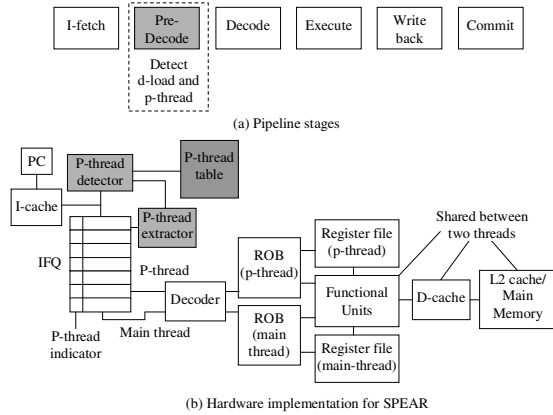 I-fetch
Pre-
Decode
Decode
Execute
Write
back
Commit
Detect
d-load and
p-thread
(a) Pipeline stages
PC
I-cache
P-thread
detector
P-thread
table
P-thread
extractor
IFQ
P-thread
Main thread
P-thread
indicator
Decoder
ROB
(p-thread)
ROB
(main
thread)
Register file
(p-thread)
Functional
Units
Register file
(main-thread)
Shared between
two threads
D-cache
L2 cache/
Main
Memory
(b) Hardware implementation for SPEAR